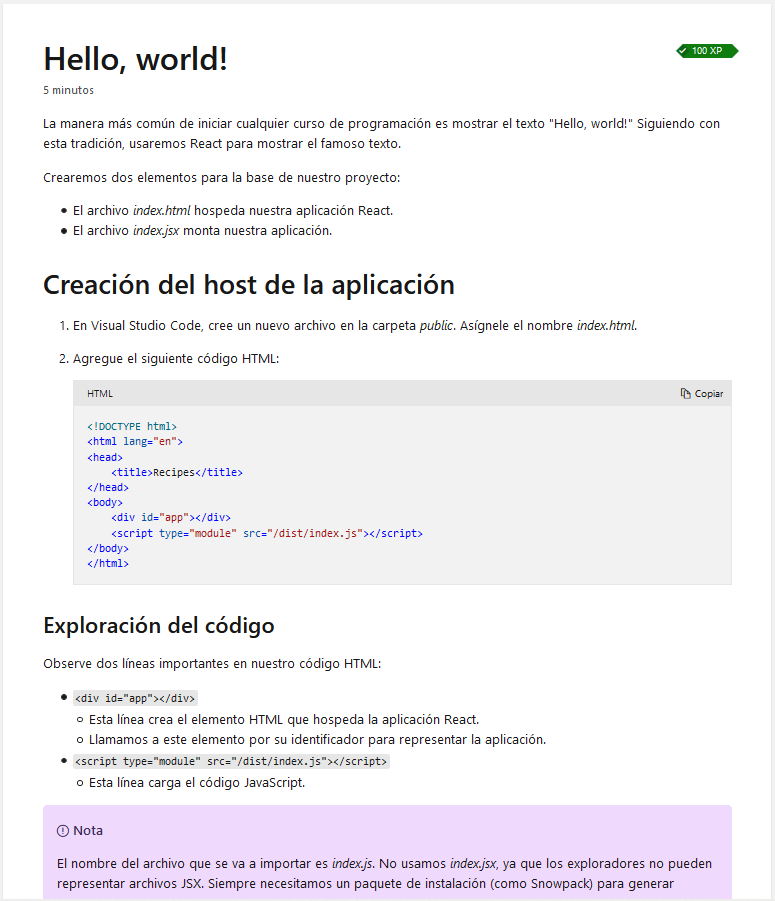 Hello, world!
100 XP
5 minutos
La manera más común de iniciar cualquier curso de programación es mostrar el texto "Hello, world!" Siguiendo con
esta tradición, usaremos React para mostrar el famoso texto.
Crearemos dos elementos para la base de nuestro proyecto:
• El archivo index.html hospeda nuestra aplicación React.
• El archivo index.jsx monta nuestra aplicación.
Creación del host de la aplicación
1. En Visual Studio Code, cree un nuevo archivo en la carpeta public. Asígnele el nombre index.html.
2. Agregue el siguiente código HTML:
HTML
Copiar
<!DOCTYPE html>
<html lang="en">
<head>
    <title>Recipes</title>
</head>
<body>
    <div id="app"></div>
    <script type="module" src="/dist/index.js"></script>
</body>
</html>
Exploración del código
Observe dos líneas importantes en nuestro código HTML:
• <div id="app"></div>
○ Esta línea crea el elemento HTML que hospeda la aplicación React.
○ Llamamos a este elemento por su identificador para representar la aplicación.
• <script type="module" src="/dist/index.js"></script>
○ Esta línea carga el código JavaScript.
Nota
El nombre del archivo que se va a importar es index.js. No usamos index.jsx, ya que los exploradores no pueden
representar archivos JSX. Siempre necesitamos un paquete de instalación (como Snowpack) para generar